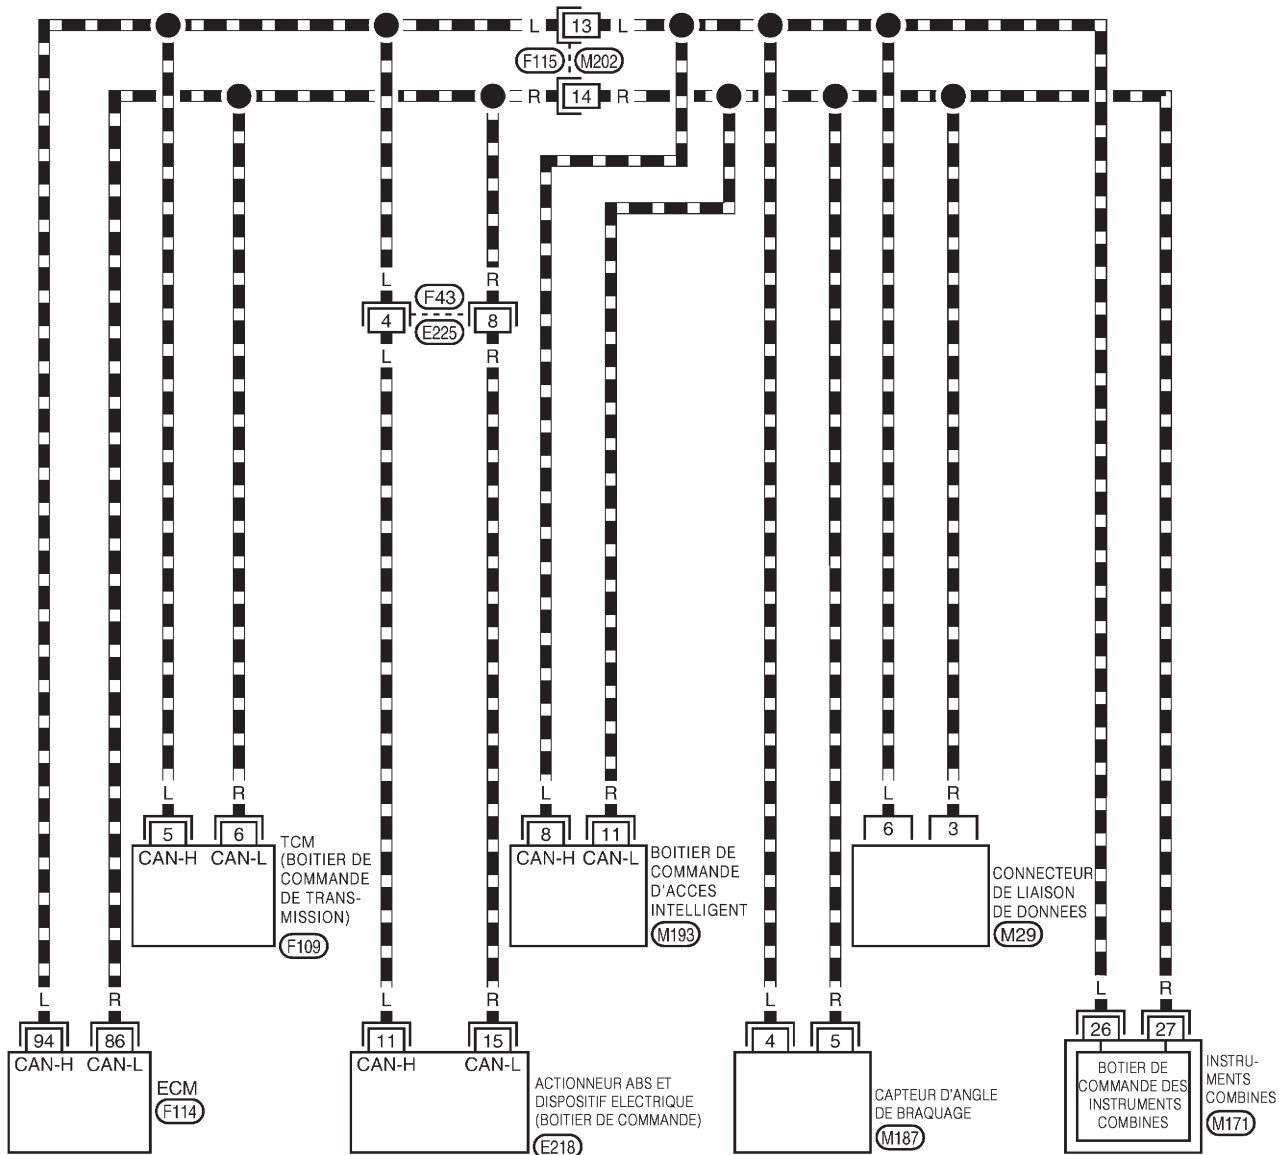 L 13 L
F115 M202
R 14 R
L R
F43
4 8
E225
L R
L R
5 6
CAN-H CAN-L
TCM
(BOITIER DE
COMMANDE
DE TRANS-
MISSION)
F109
L R
8 11
CAN-H CAN-L
BOITIER DE
COMMANDE
D'ACCES
INTELLIGENT
M193
L R
6 3
CONNECTEUR
DE LIAISON
DE DONNEES
M29
L R
94 86
CAN-H CAN-L
ECM
F114
L R
11 15
CAN-H CAN-L
ACTIONNEUR ABS ET
DISPOSITIF ELECTRIQUE
(BOITIER DE COMMANDE)
E218
L R
4 5
CAPTEUR D'ANGLE
DE BRAQUAGE
M187
L R
26 27
BOTIER DE
COMMANDE DES
INSTRUMENTS
COMBINES
INSTRU-
MENTS
COMBINES
M171